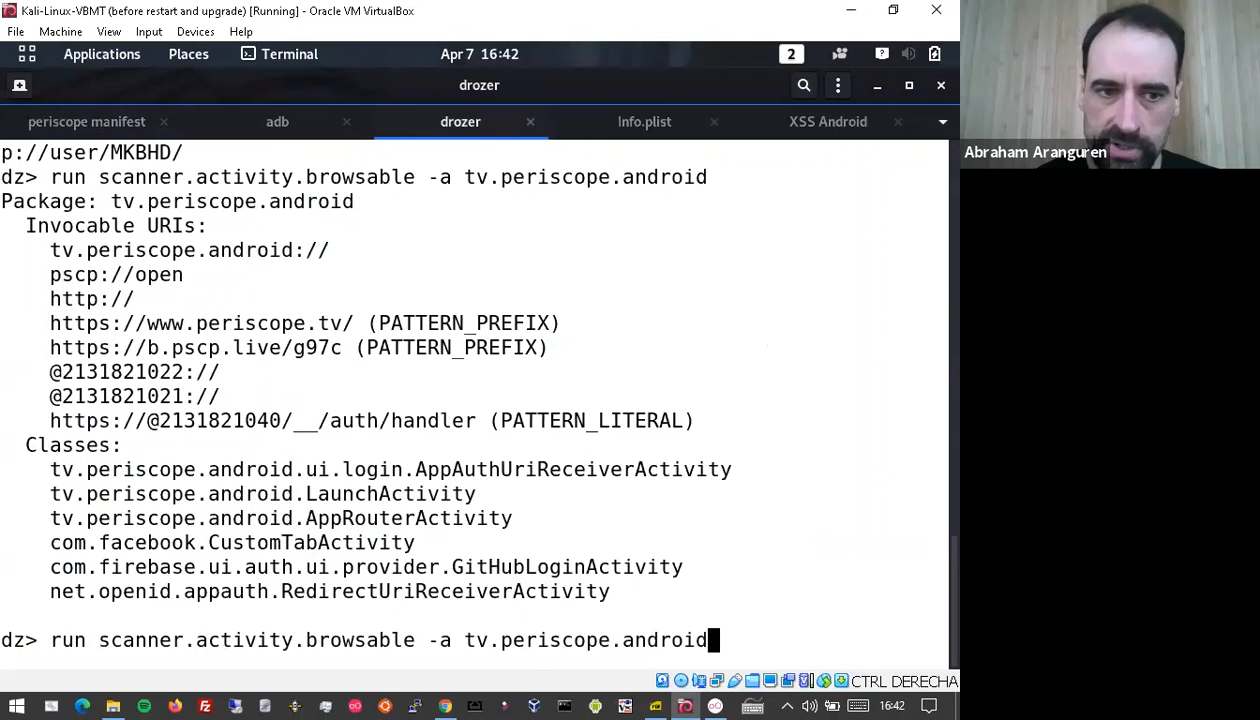 Kali-Linux-VBMT (before restart and upgrade) [Running] - Oracle VM VirtualBox
File Machine View Input Devices Help
Applications Places Terminal Apr 7 16:42 2
drozer
periscope manifest adb drozer Info.plist XSS Android
Abraham Aranguren
p://user/MKBHD/
dz> run scanner.activity.browsable -a tv.periscope.android
Package: tv.periscope.android
Invocable URIs:
tv.periscope.android://
pscp://open
http://
https://www.periscope.tv/ (PATTERN_PREFIX)
https://b.pscp.live/g97c (PATTERN_PREFIX)
@2131821022://
@2131821021://
https://@2131821040/__/auth/handler (PATTERN_LITERAL)
Classes:
tv.periscope.android.ui.login.AppAuthUriReceiverActivity
tv.periscope.android.LaunchActivity
tv.periscope.android.AppRouterActivity
com.facebook.CustomTabActivity
com.firebase.ui.auth.ui.provider.GitHubLoginActivity
net.openid.appauth.RedirectUriReceiverActivity
dz> run scanner.activity.browsable -a tv.periscope.android
CTRL DERECHA
16:42